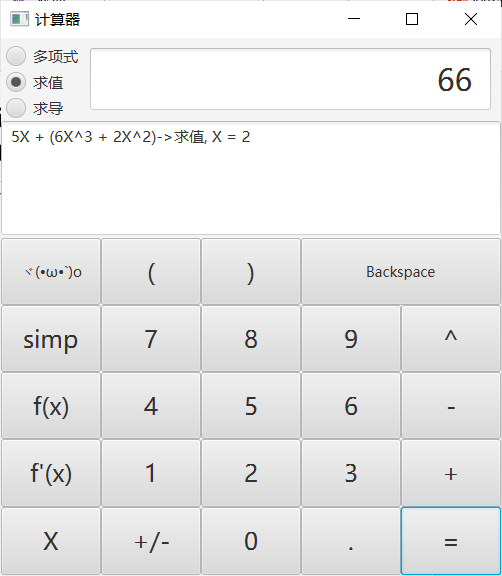 计算器
多项式
求值
求导
66
5X + (6X^3 + 2X^2)->求值, X = 2
ヾ(•ω•`)o ( ) Backspace
simp 7 8 9 ^
f(x) 4 5 6 -
f'(x) 1 2 3 +
X +/- 0 . =